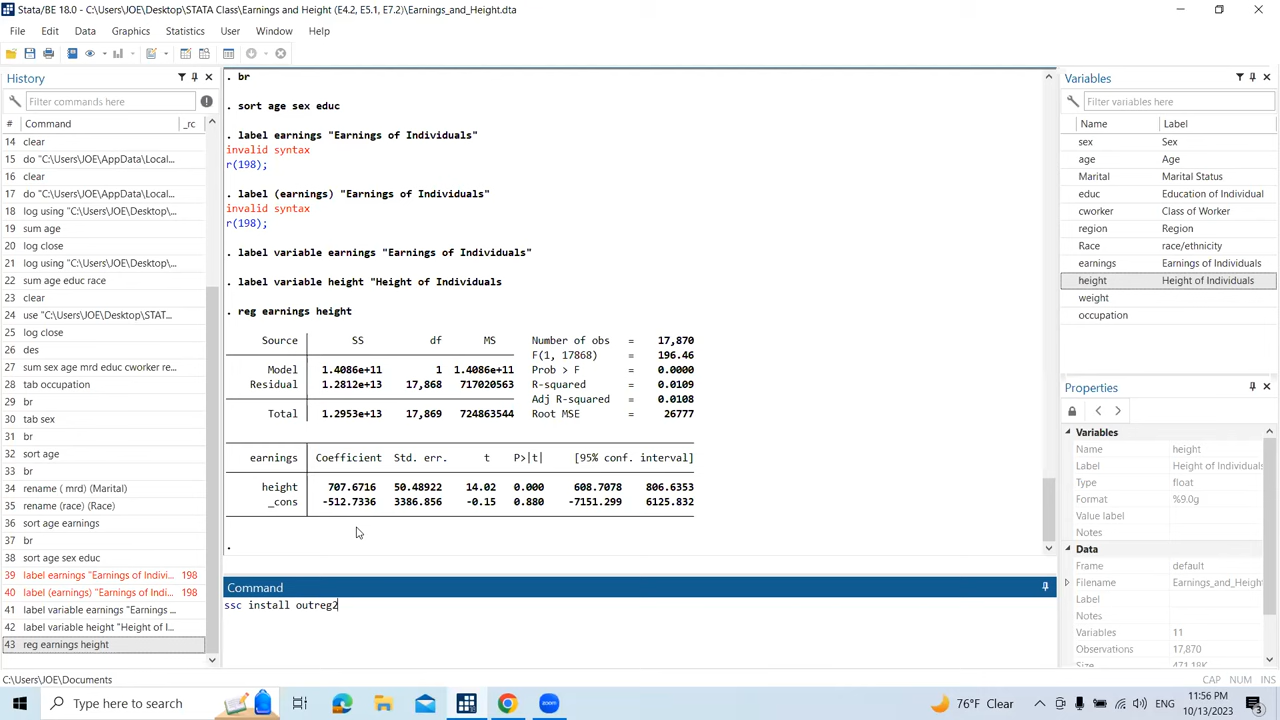 Stata/BE 18.0 - C:\Users\JOE\Desktop\STATA Class\Earnings and Height (E4.2, E5.1, E7.2)\Earnings_and_Height.dta
File Edit Data Graphics Statistics User Window Help
History
Filter commands here
# Command _rc
14 clear
15 do "C:\Users\JOE\AppData\Local...
16 clear
17 do "C:\Users\JOE\AppData\Local...
18 log using "C:\Users\JOE\Desktop\...
19 sum age
20 log close
21 log using "C:\Users\JOE\Desktop\...
22 sum age educ race
23 clear
24 use "C:\Users\JOE\Desktop\STAT...
25 log close
26 des
27 sum sex age mrd educ cworker re...
28 tab occupation
29 br
30 tab sex
31 br
32 sort age
33 br
34 rename ( mrd) (Marital)
35 rename (race) (Race)
36 sort age earnings
37 br
38 sort age sex educ
39 label earnings "Earnings of Indivi... 198
40 label (earnings) "Earnings of Indi... 198
41 label variable earnings "Earnings ...
42 label variable height "Height of I...
43 reg earnings height
. br
. sort age sex educ
. label earnings "Earnings of Individuals"
invalid syntax
r(198);
. label (earnings) "Earnings of Individuals"
invalid syntax
r(198);
. label variable earnings "Earnings of Individuals"
. label variable height "Height of Individuals
. reg earnings height
Source SS df MS Number of obs = 17,870
F(1, 17868) = 196.46
Model 1.4086e+11 1 1.4086e+11 Prob > F = 0.0000
Residual 1.2812e+13 17,868 717020563 R-squared = 0.0109
Adj R-squared = 0.0108
Total 1.2953e+13 17,869 724863544 Root MSE = 26777
earnings Coefficient Std. err. t P>|t| [95% conf. interval]
height 707.6716 50.48922 14.02 0.000 608.7078 806.6353
_cons -512.7336 3386.856 -0.15 0.880 -7151.299 6125.832
.
Command
ssc install outreg2
Variables
Filter variables here
Name Label
sex Sex
age Age
Marital Marital Status
educ Education of Individual
cworker Class of Worker
region Region
Race race/ethnicity
earnings Earnings of Individuals
height Height of Individuals
weight
occupation
Properties
Variables
Name height
Label Height of Individuals
Type float
Format %9.0g
Value label
Notes
Data
Frame default
Filename Earnings_and_Heigh
Label
Notes
Variables 11
Observations 17,870
Size 471.18K
C:\Users\JOE\Documents
CAP NUM INS
Type here to search
zoom
76°F Clear
ENG
11:56 PM
10/13/2023
3